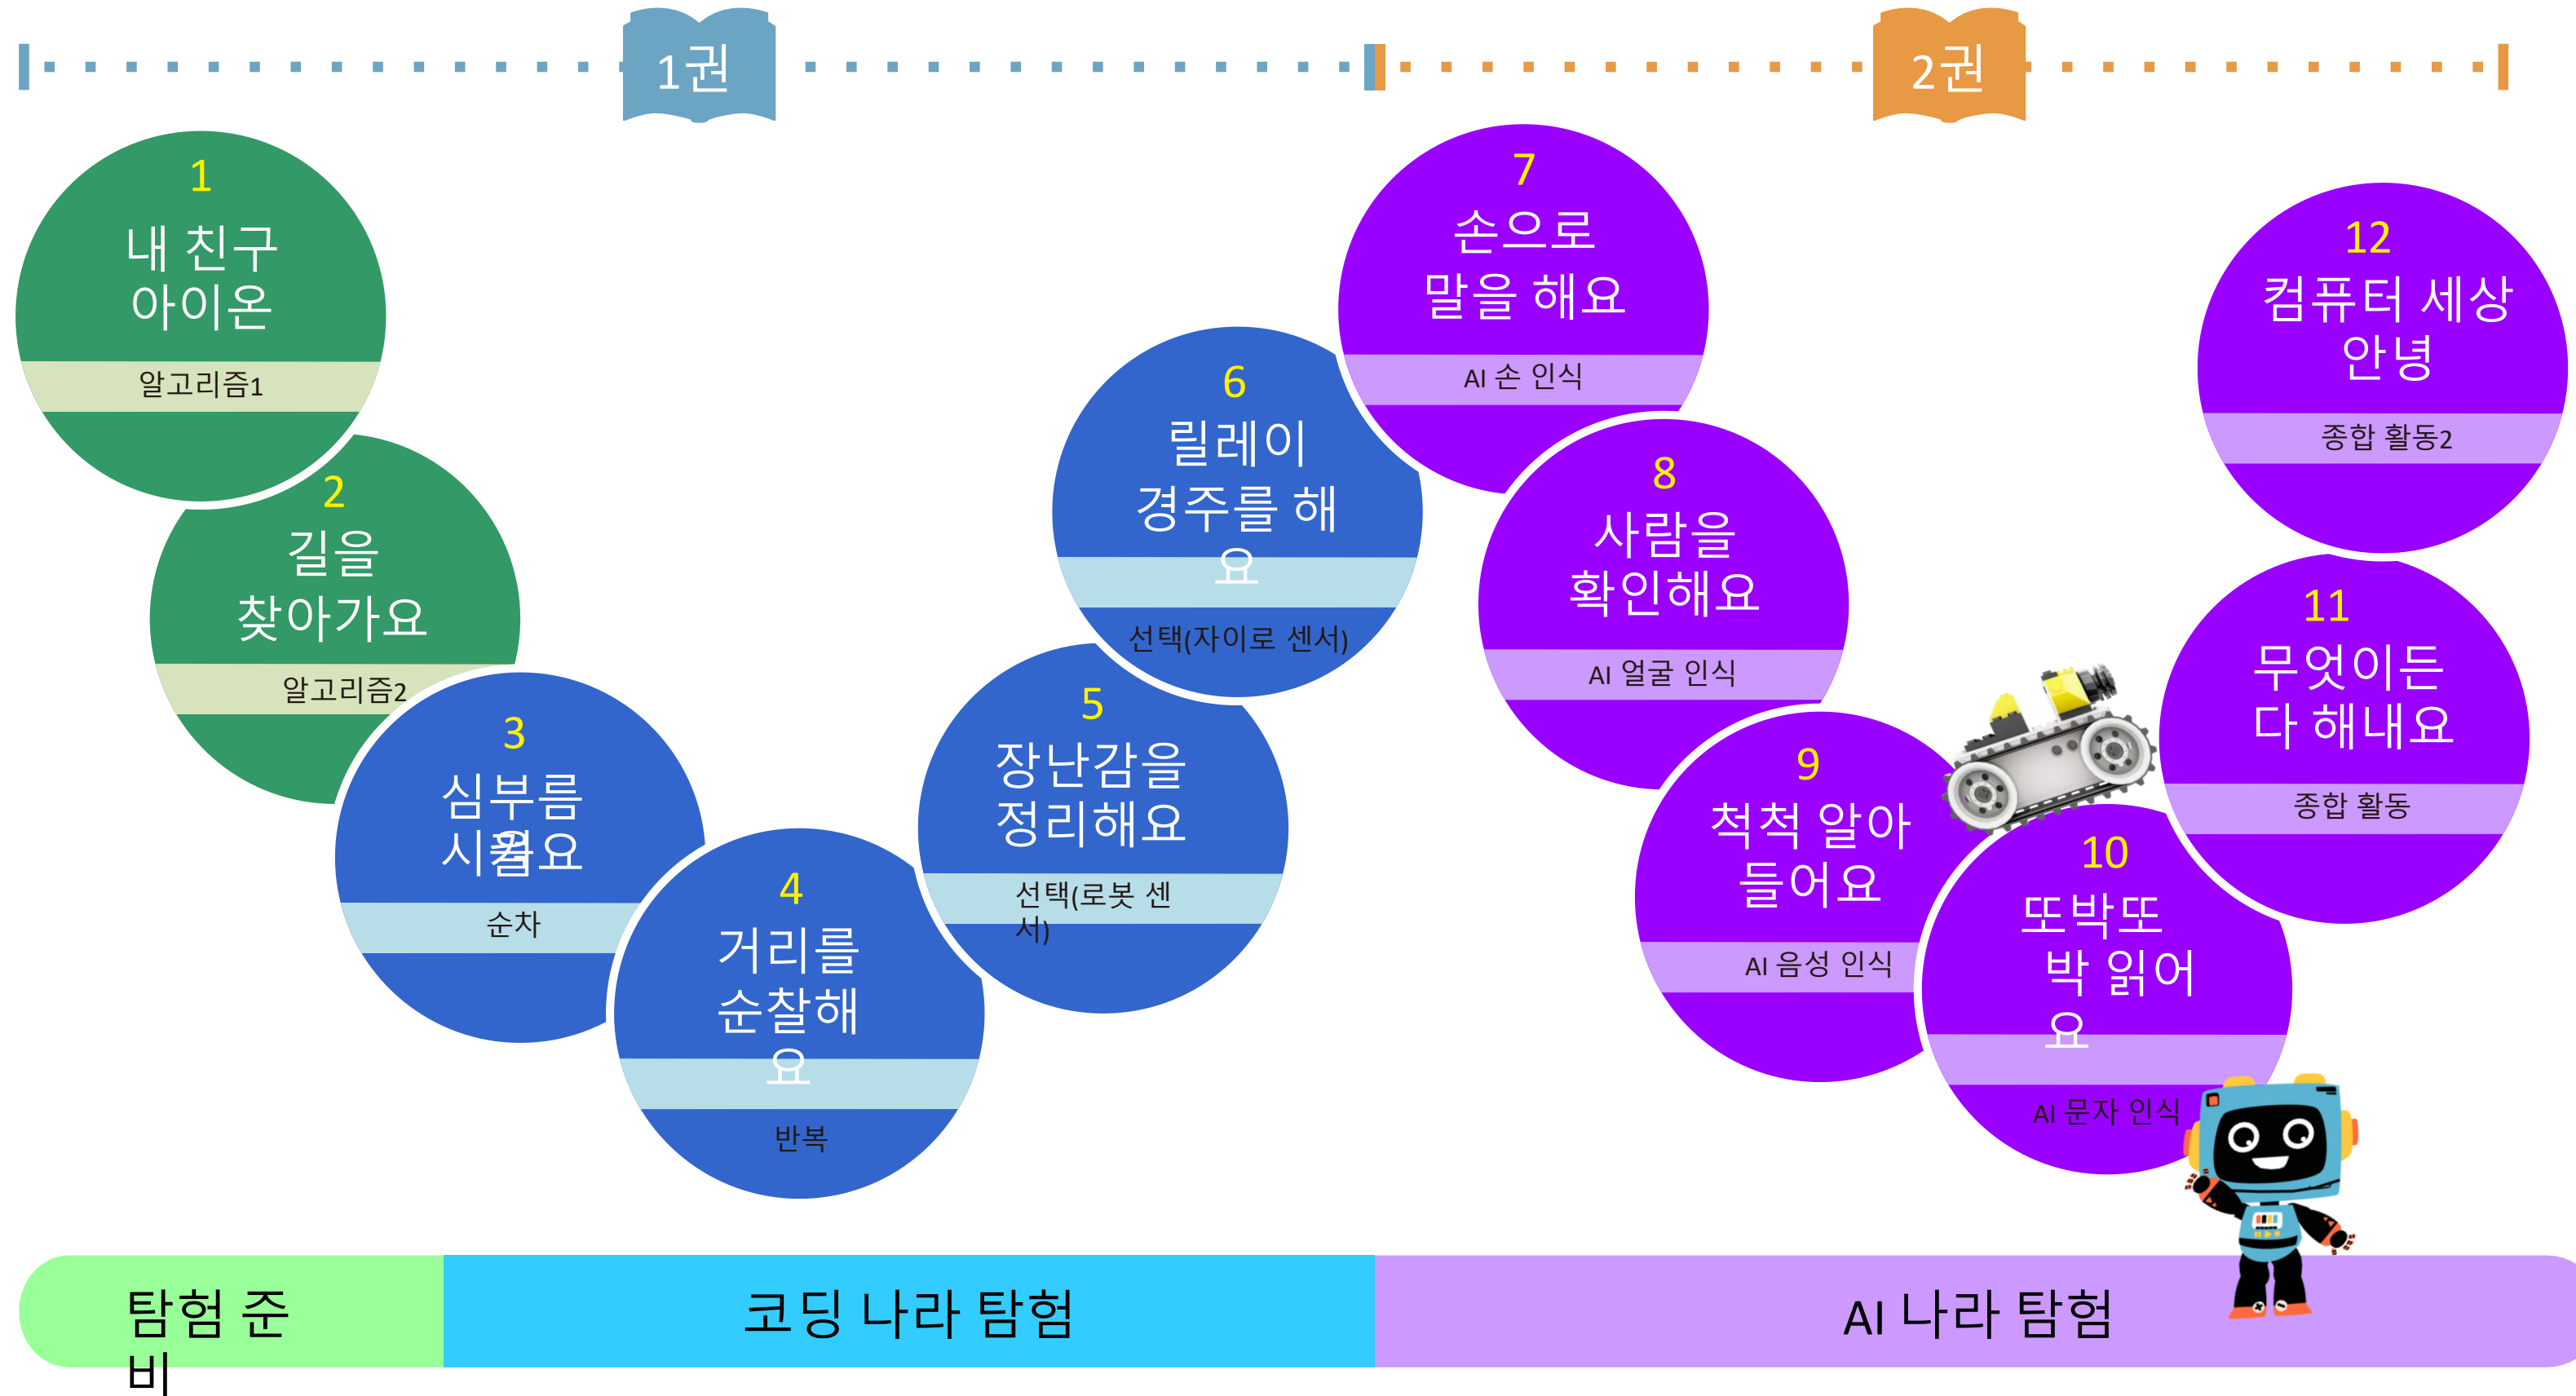 1권
2권
1
내 친구
아이온
알고리즘1
2
길을
찾아가요
알고리즘2
3
심부름
시켜요
순차
4
거리를
순찰해
요
반복
5
장난감을
정리해요
선택(로봇 센
서)
6
릴레이
경주를 해
요
선택(자이로 센서)
7
손으로
말을 해요
AI 손 인식
8
사람을
확인해요
AI 얼굴 인식
9
척척 알아
들어요
AI 음성 인식
10
또박또
박 읽어
요
AI 문자 인식
11
무엇이든
다 해내요
종합 활동
12
컴퓨터 세상
안녕
종합 활동2
탐험 준
비
코딩 나라 탐험
AI 나라 탐험